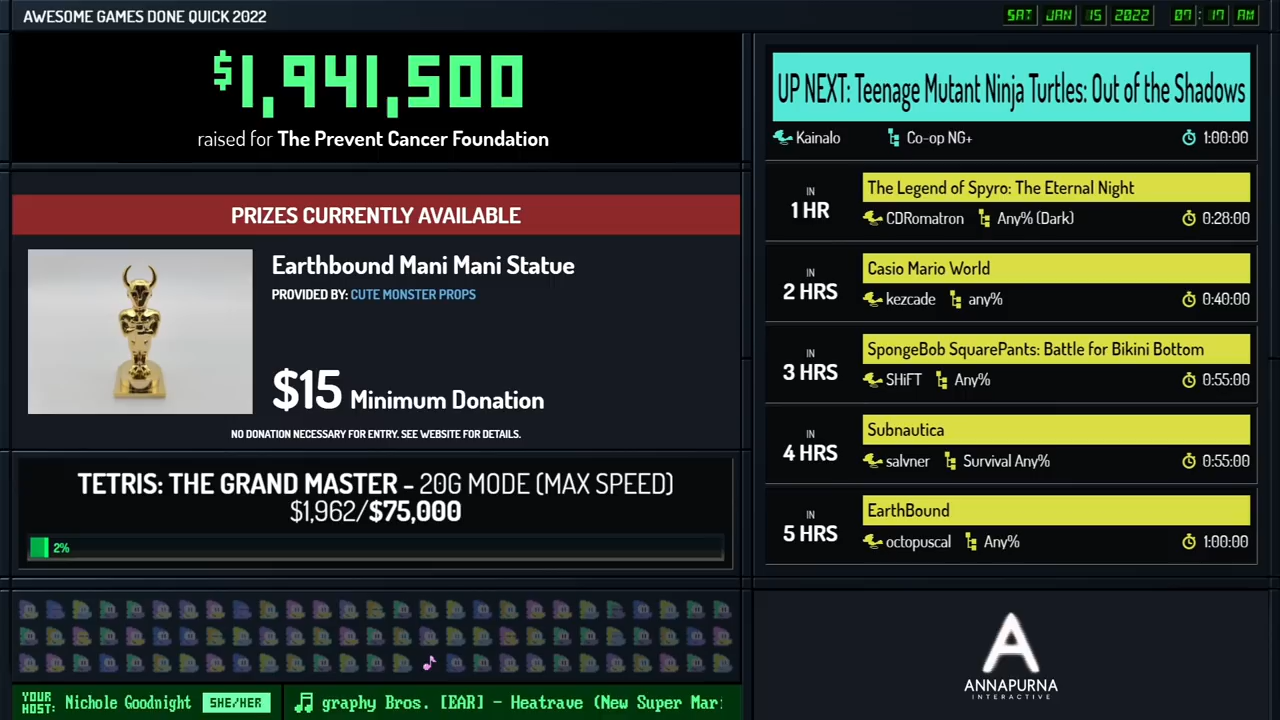 AWESOME GAMES DONE QUICK 2022
SAT JAN 15 2022 07:17 AM
$1,941,500
raised for The Prevent Cancer Foundation
PRIZES CURRENTLY AVAILABLE
Earthbound Mani Mani Statue
PROVIDED BY: CUTE MONSTER PROPS
$15 Minimum Donation
NO DONATION NECESSARY FOR ENTRY. SEE WEBSITE FOR DETAILS.
TETRIS: THE GRAND MASTER - 20G MODE (MAX SPEED)
$1,962/$75,000
2%
YOUR HOST: Nichole Goodnight SHE/HER
graphy Bros. [EAR] - Heatrave (New Super Mar
UP NEXT: Teenage Mutant Ninja Turtles: Out of the Shadows
Kainalo Co-op NG+ 1:00:00
IN 1 HR
The Legend of Spyro: The Eternal Night
CDRomatron Any% (Dark) 0:28:00
IN 2 HRS
Casio Mario World
kezcade any% 0:40:00
IN 3 HRS
SpongeBob SquarePants: Battle for Bikini Bottom
SHiFT Any% 0:55:00
IN 4 HRS
Subnautica
salvner Survival Any% 0:55:00
IN 5 HRS
EarthBound
octopuscal Any% 1:00:00
ANNAPURNA
INTERACTIVE